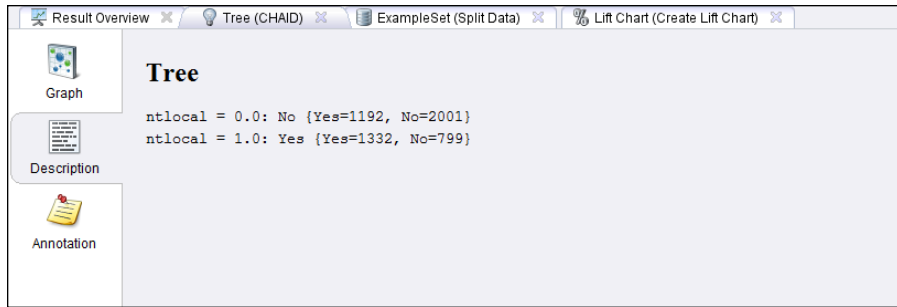 Result Overview Tree (CHAID) ExampleSet (Split Data) Lift Chart (Create Lift Chart)
Graph
Description
Annotation
Tree
ntlocal = 0.0: No {Yes=1192, No=2001}
ntlocal = 1.0: Yes {Yes=1332, No=799}